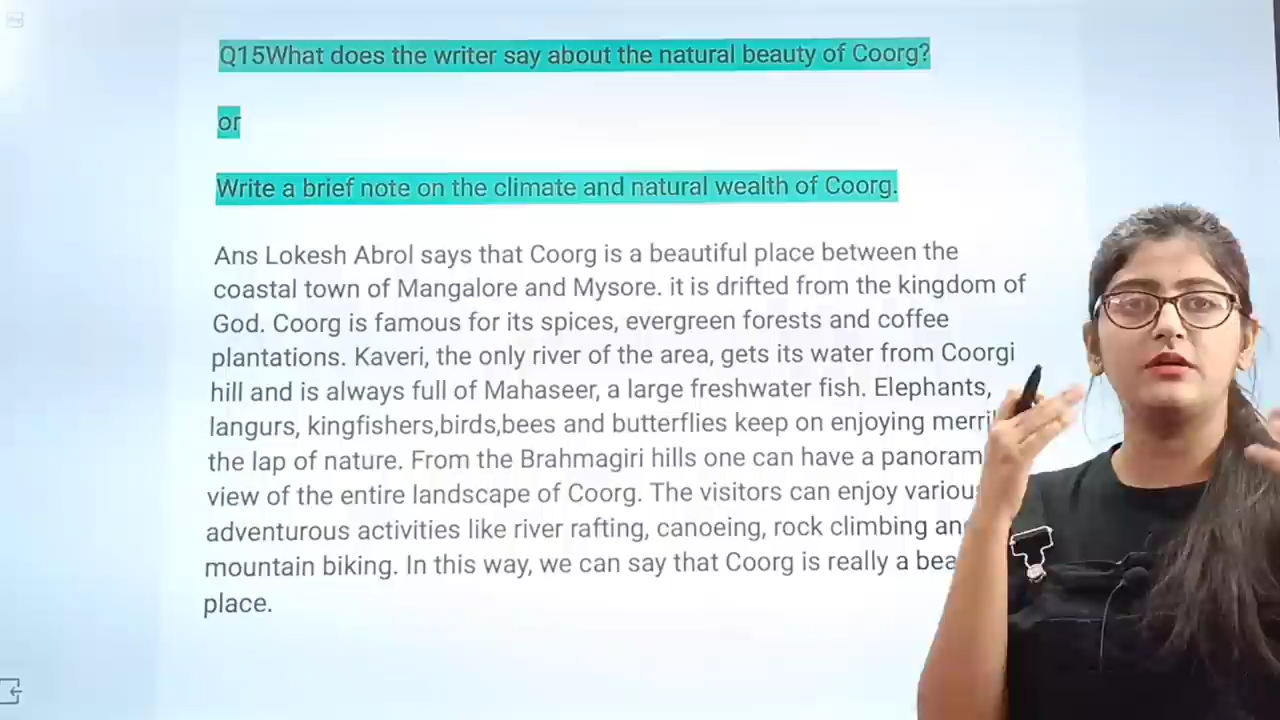 Q15What does the writer say about the natural beauty of Coorg?
or
Write a brief note on the climate and natural wealth of Coorg.
Ans Lokesh Abrol says that Coorg is a beautiful place between the
coastal town of Mangalore and Mysore. it is drifted from the kingdom of
God. Coorg is famous for its spices, evergreen forests and coffee
plantations. Kaveri, the only river of the area, gets its water from Coorgi
hill and is always full of Mahaseer, a large freshwater fish. Elephants,
langurs, kingfishers,birds,bees and butterflies keep on enjoying
the lap of nature. From the Brahmagiri hills one can have a
view of the entire landscape of Coorg. The visitors can enjoy
adventurous activities like river rafting, canoeing, rock climbing
mountain biking. In this way, we can say that Coorg is really a
place.